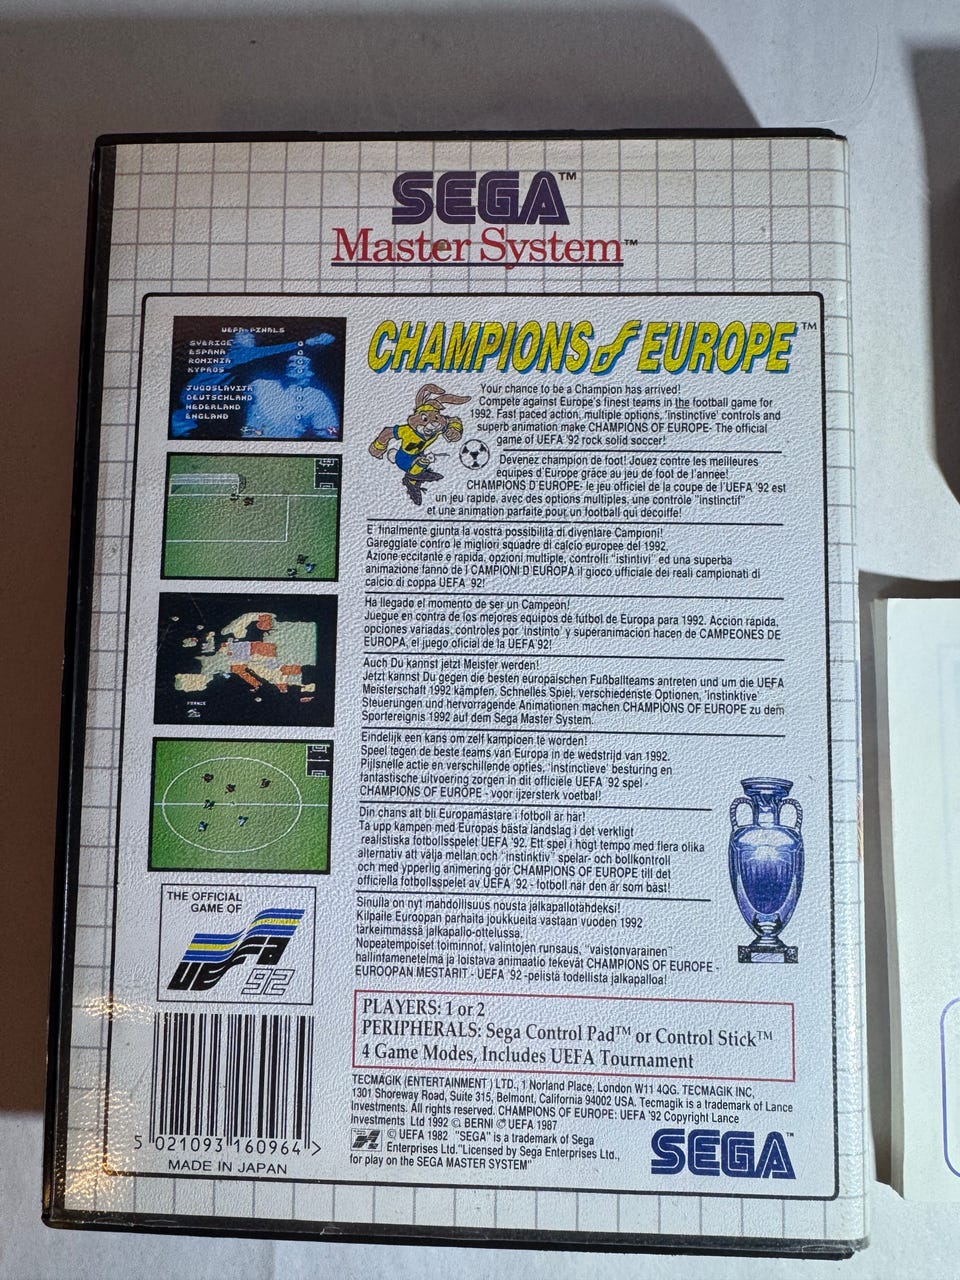 SEGA™
Master System™
UEFA-FINALS
SVERIGE
ESPANA
ROMINIA
KYPROS
JUGOSLAVIJA
DEUTSCHLAND
NEDERLAND
ENGLAND
CHAMPIONS of EUROPE™
Your chance to be a Champion has arrived!
Compete against Europe's finest teams in the football game for
1992. Fast paced action, multiple options, 'instinctive' controls and
superb animation make CHAMPIONS OF EUROPE- The official
game of UEFA '92 rock solid soccer!
Devenez champion de foot! Jouez contre les meilleures
équipes d'Europe grâce au jeu de foot de l'année!
CHAMPIONS D'EUROPE- le jeu officiel de la coupe de l'UEFA '92 est
un jeu rapide, avec des options multiples, une contrôle "instinctif"
et une animation parfaite pour un football qui décoiffe!
E' finalmente giunta la vostra possibilità di diventare Campioni!
Gareggiate contro le migliori squadre di calcio europee del 1992.
Azione eccitante e rapida, opzioni multiple, controlli "istintivi" ed una superba
animazione fanno de I CAMPIONI D'EUROPA il gioco ufficiale dei reali campionati di
calcio di coppa UEFA '92!
Ha llegado el momento de ser un Campeón!
Juegue en contra de los mejores equipos de fútbol de Europa para 1992. Acción rápida,
opciones variadas, controles por 'instinto' y superanimación hacen de CAMPEONES DE
EUROPA, el juego oficial de la UEFA'92!
Auch Du kannst jetzt Meister werden!
Jetzt kannst Du gegen die besten europäischen Fußballteams antreten und um die UEFA
Meisterschaft 1992 kämpfen. Schnelles Spiel, verschiedenste Optionen, 'instinktive'
Steuerungen und hervorragende Animationen machen CHAMPIONS OF EUROPE zu dem
Sportereignis 1992 auf dem Sega Master System.
Eindelijk een kans om zelf kampioen te worden!
Speel tegen de beste teams van Europa in de wedstrijd van 1992.
Pijlsnelle actie en verschillende opties, 'instinctieve' besturing en
fantastische uitvoering zorgen in dit officiële UEFA '92 spel -
CHAMPIONS OF EUROPE - voor ijzersterk voetbal!
Din chans att bli Europamästare i fotboll är här!
Ta upp kampen med Europas bästa landslag i det verkligt
realistiska fotbollsspelet UEFA '92. Ett spel i högt tempo med flera olika
alternativ att välja mellan och "instinktiv" spelar- och bollkontroll
och med ypperlig animering gör CHAMPIONS OF EUROPE till det
officiella fotbollsspelet av UEFA '92 - fotboll när den är som bäst!
Sinulla on nyt mahdollisuus nousta jalkapallotähdeksi!
Kilpaile Euroopan parhaita joukkueita vastaan vuoden 1992
tärkeimmässä jalkapallo-ottelussa.
Nopeatempoiset toiminnot, valintojen runsaus, "vaistonvarainen"
hallintamenetelmä ja loistava animaatio tekevät CHAMPIONS OF EUROPE -
EUROOPAN MESTARIT - UEFA '92 -pelistä todellista jalkapalloa!
FRANCE
THE OFFICIAL
GAME OF
UEFA
92
PLAYERS: 1 or 2
PERIPHERALS: Sega Control Pad™ or Control Stick™
4 Game Modes, Includes UEFA Tournament
TECMAGIK (ENTERTAINMENT) LTD., 1 Norland Place, London W11 4QG. TECMAGIK INC,
1301 Shoreway Road, Suite 315, Belmont, California 94002 USA. Tecmagik is a trademark of Lance
Investments. All rights reserved. CHAMPIONS OF EUROPE: UEFA '92 Copyright Lance
Investments Ltd 1992 © BERNI © UEFA 1987
© UEFA 1982 "SEGA" is a trademark of Sega
Enterprises Ltd."Licensed by Sega Enterprises Ltd.,
for play on the SEGA MASTER SYSTEM"
SEGA™
5 021093 160964 >
MADE IN JAPAN